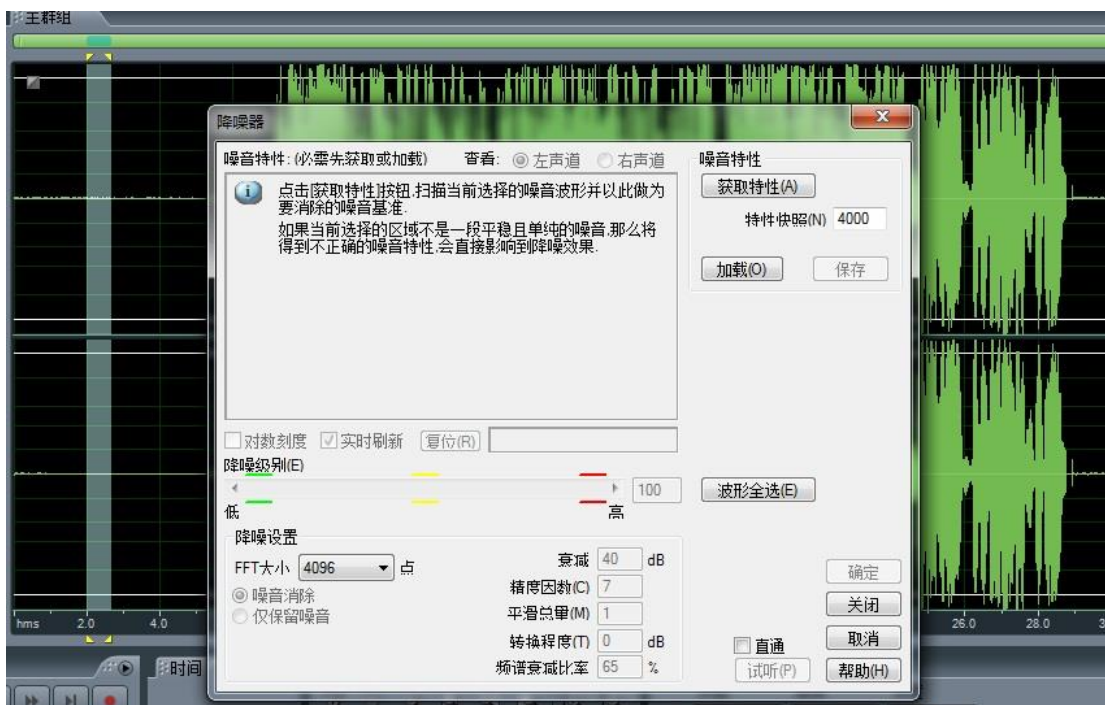 主群组
降噪器
噪音特性: (必需先获取或加载) 查看: 左声道 右声道
点击[获取特性]按钮.扫描当前选择的噪音波形并以此做为
要消除的噪音基准.
如果当前选择的区域不是一段平稳且单纯的噪音.那么将
得到不正确的噪音特性.会直接影响到降噪效果.
噪音特性
获取特性(A)
特性快照(N) 4000
加载(O) 保存
对数刻度 实时刷新 复位(R)
降噪级别(E)
100 波形全选(E)
低 高
降噪设置
FFT大小 4096 点
噪音消除
仅保留噪音
衰减 40 dB
精度因数(C) 7
平滑总量(M) 1
转换程度(T) 0 dB
频谱衰减比率 65 %
确定
关闭
直通 取消
试听(P) 帮助(H)
hms 2.0 4.0 26.0 28.0 3
时间